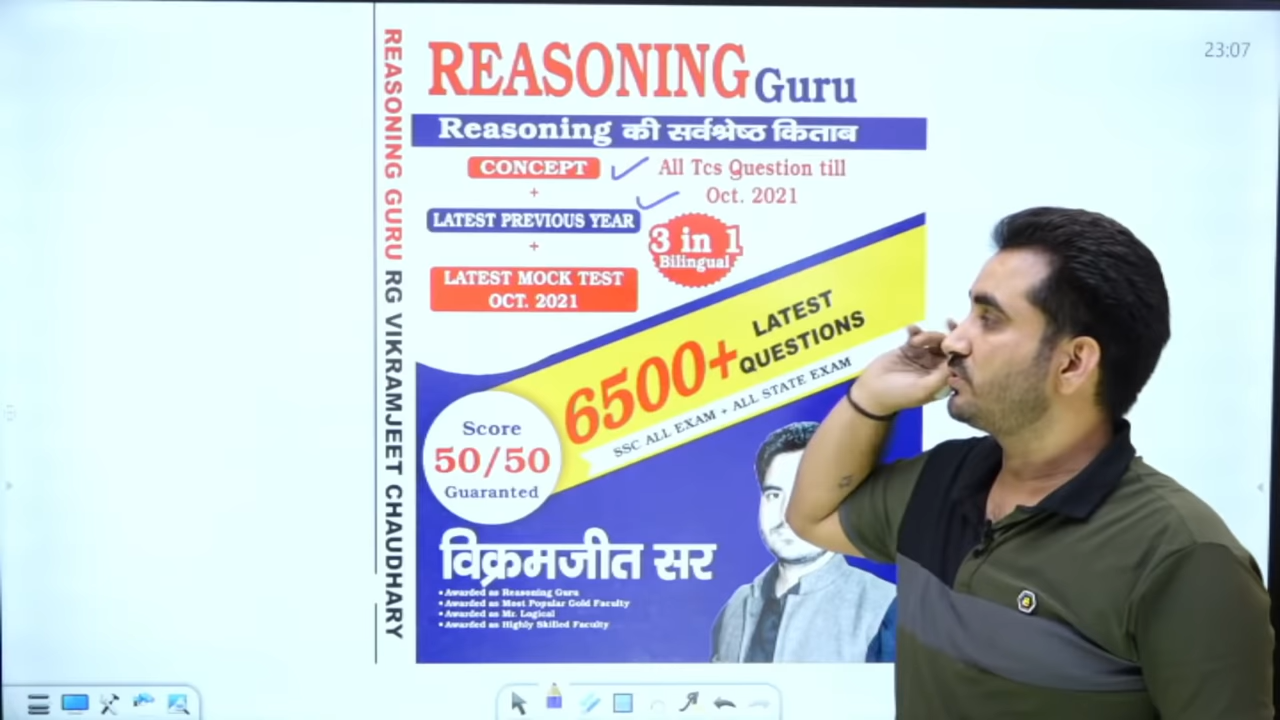 REASONING GURU RG VIKRAMJEET CHAUDHARY
23:07
REASONING Guru
Reasoning की सर्वश्रेष्ठ किताब
CONCEPT
All Tcs Question till
Oct. 2021
+
LATEST PREVIOUS YEAR
+
3 in 1
Bilingual
LATEST MOCK TEST
OCT. 2021
6500+
LATEST
QUESTIONS
SSC ALL EXAM + ALL STATE EXAM
Score
50/50
Guaranted
विक्रमजीत सर
• Awarded as Reasoning Guru
• Awarded as Most Popular Gold Faculty
• Awarded as Mr. Logical
• Awarded as Highly Skilled Faculty